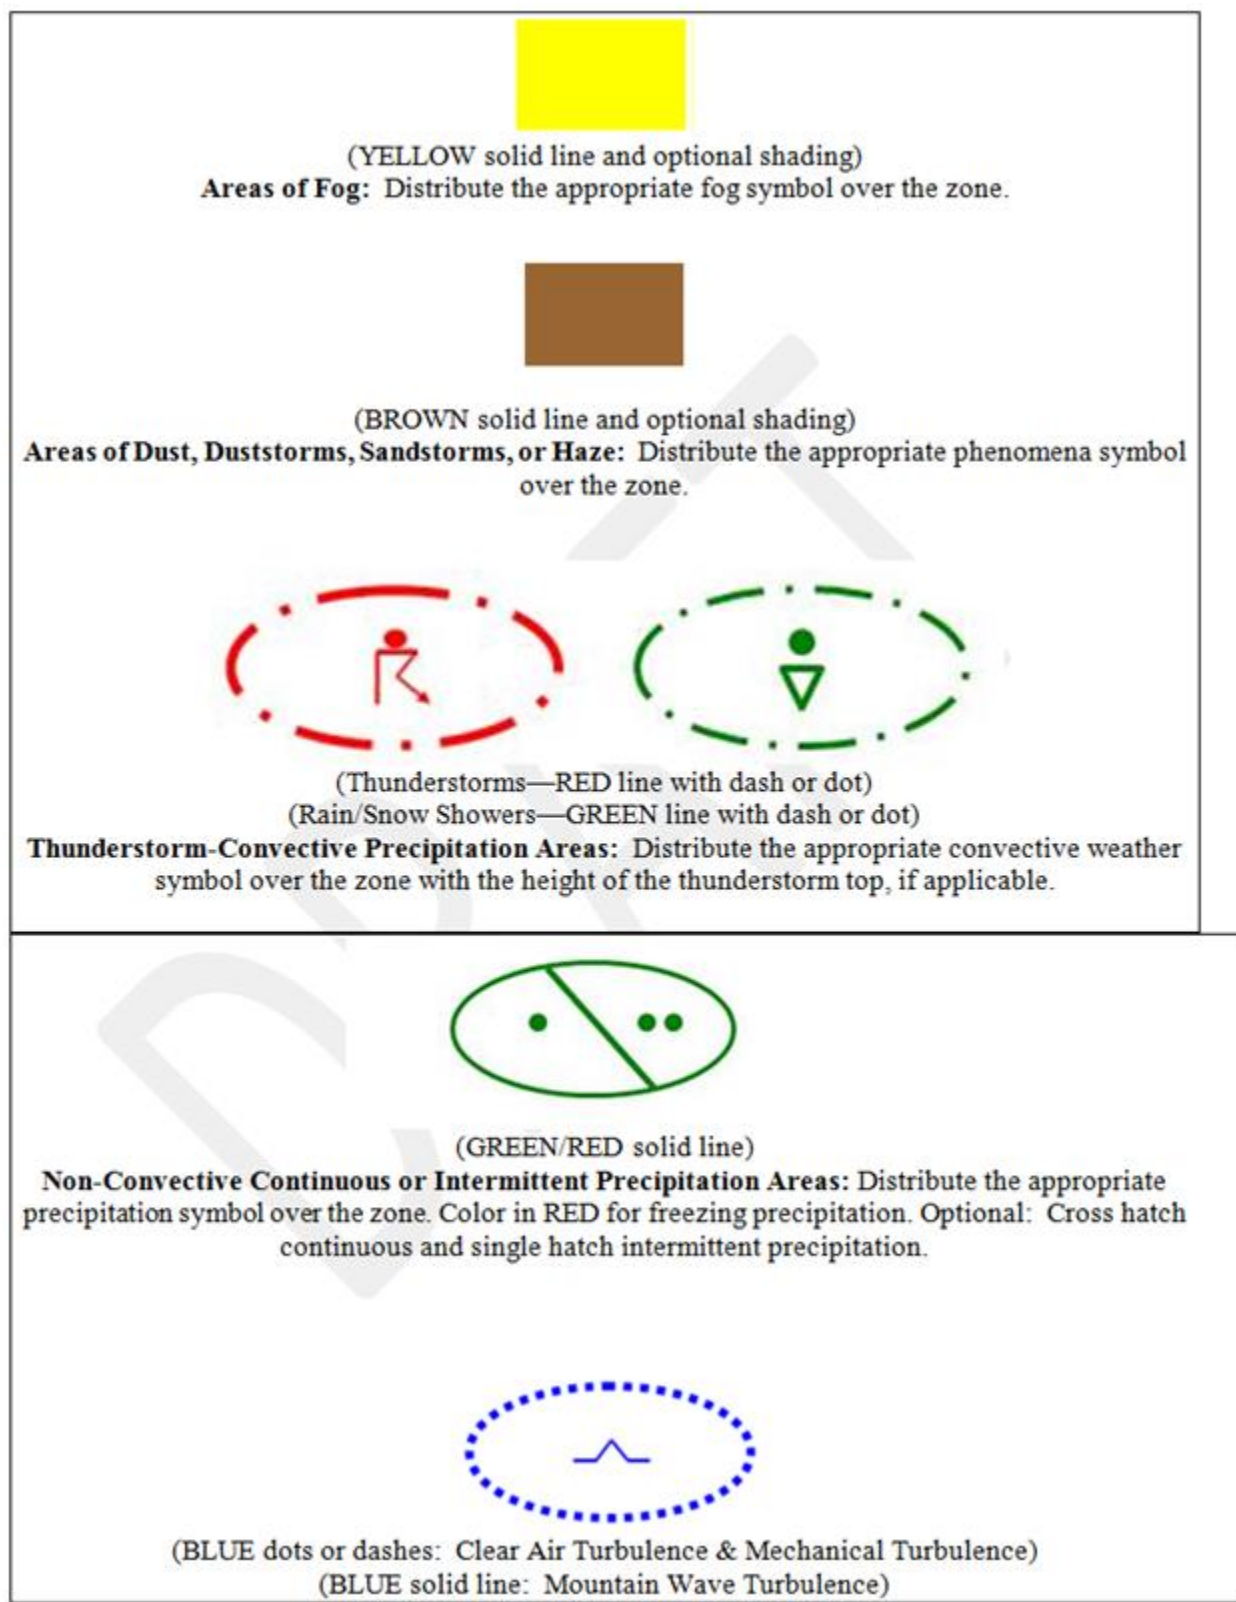 (YELLOW solid line and optional shading)
Areas of Fog: Distribute the appropriate fog symbol over the zone.
(BROWN solid line and optional shading)
Areas of Dust, Duststorms, Sandstorms, or Haze: Distribute the appropriate phenomena symbol
over the zone.
(Thunderstorms—RED line with dash or dot)
(Rain/Snow Showers—GREEN line with dash or dot)
Thunderstorm-Convective Precipitation Areas: Distribute the appropriate convective weather
symbol over the zone with the height of the thunderstorm top, if applicable.
(GREEN/RED solid line)
Non-Convective Continuous or Intermittent Precipitation Areas: Distribute the appropriate
precipitation symbol over the zone. Color in RED for freezing precipitation. Optional: Cross hatch
continuous and single hatch intermittent precipitation.
(BLUE dots or dashes: Clear Air Turbulence & Mechanical Turbulence)
(BLUE solid line: Mountain Wave Turbulence)